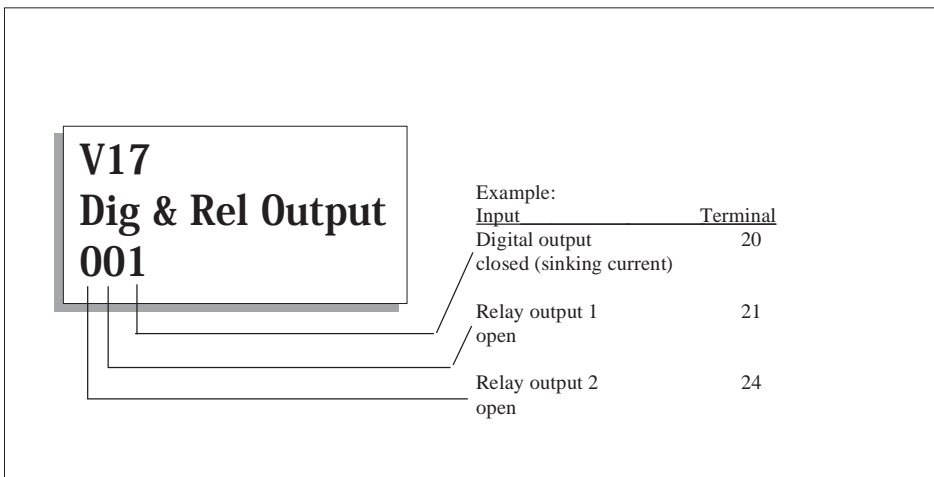 V17
Dig & Rel Output
001
Example:
Input Terminal
Digital output 20
closed (sinking current)
Relay output 1 21
open
Relay output 2 24
open